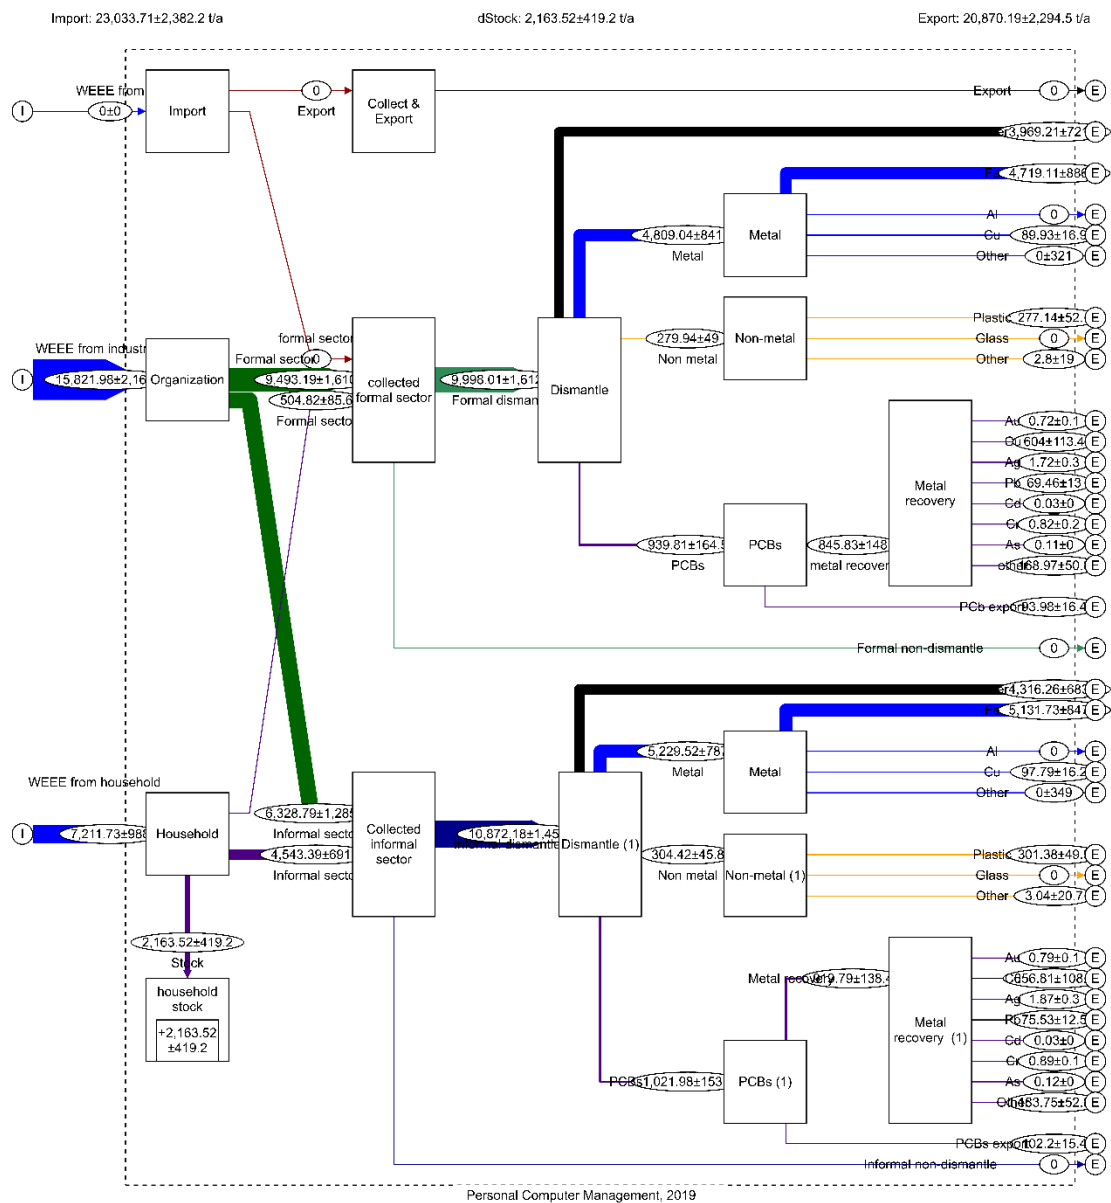 Import: 23,033.71±2,382.2 t/a
dStock: 2,163.52±419.2 t/a
Export: 20,870.19±2,294.5 t/a
WEEE from
I
0±0
Import
0
Export
Collect &
Export
Export
0
E
3,969.21±72
E
4,719.11±88
E
4,809.04±841
Metal
Metal
Al
0
E
Cu
89.93±16.9
E
Other
0±321
E
WEEE from industr
I
15,821.98±2,16
Organization
formal sector
Formal sector
0
9,493.19±1,610
504.82±85.6
Formal secto
collected
formal sector
9,998.01±1,612
Formal disman
Dismantle
279.94±49
Non metal
Non-metal
Plastic
277.14±52.
E
Glass
0
E
Other
2.8±19
E
939.81±164.5
PCBs
PCBs
845.83±148
metal recover
Metal
recovery
Au
0.72±0.1
E
Cu
604±113.4
E
Ag
1.72±0.3
E
Pb
69.46±13
E
Cd
0.03±0
E
Cr
0.82±0.2
E
As
0.11±0
E
other
168.97±50.
E
PCb export
93.98±16.4
E
Formal non-dismantle
0
E
4,316.26±683
E
5,131.73±847
E
5,229.52±787
Metal
Metal
Al
0
E
Cu
97.79±16.2
E
Other
0±349
E
WEEE from household
I
7,211.73±988
Household
6,328.79±1,285
Informal secto
4,543.39±691
Informal secto
Collected
informal
sector
10,872.18±1,45
Informal dismantle
Dismantle (1)
304.42±45.8
Non metal
Non-metal (1)
Plastic
301.38±49.
E
Glass
0
E
Other
3.04±20.7
E
2,163.52±419.2
Stock
household
stock
+2,163.52
±419.2
Metal recovery
919.79±138.4
PCBs
1,021.98±153
PCBs (1)
Metal
recovery (1)
Au
0.79±0.1
E
Cu
656.81±108
E
Ag
1.87±0.3
E
Pb
75.53±12.5
E
Cd
0.03±0
E
Cr
0.89±0.1
E
As
0.12±0
E
Other
183.75±52.
E
PCBs export
102.2±15.4
E
Informal non-dismantle
0
E
Personal Computer Management, 2019